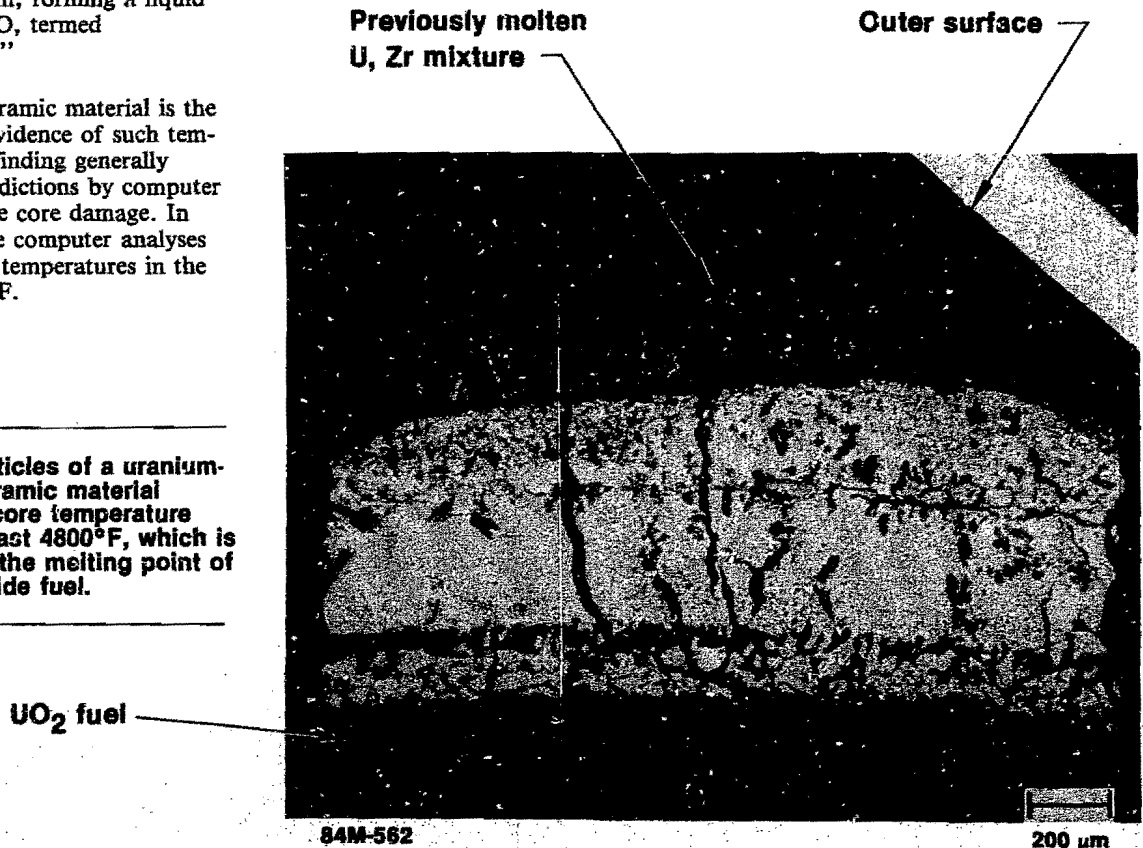 , forming a liquid
O, termed
”
ramic material is the
vidence of such tem-
finding generally
dictions by computer
e core damage. In
e computer analyses
temperatures in the
F.
ticles of a uranium-
ramic material
core temperature
ast 4800°F, which is
the melting point of
ide fuel.
Previously molten
U, Zr mixture
Outer surface
UO2 fuel
84M-562
200 µm